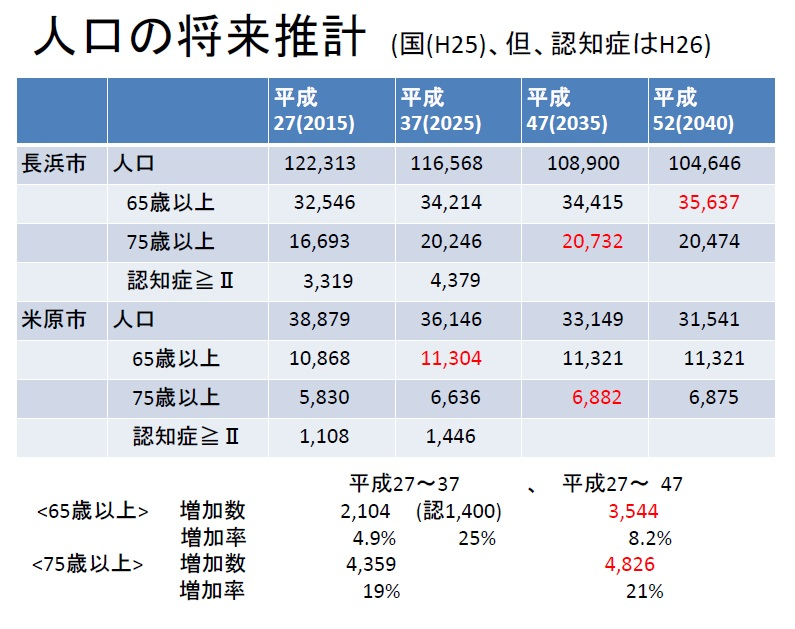 人口の将来推計 (国(H25)、但、認知症はH26)
平成 平成 平成 平成
27(2015) 37(2025) 47(2035) 52(2040)
長浜市 人口 122,313 116,568 108,900 104,646
65歳以上 32,546 34,214 34,415 35,637
75歳以上 16,693 20,246 20,732 20,474
認知症≧Ⅱ 3,319 4,379
米原市 人口 38,879 36,146 33,149 31,541
65歳以上 10,868 11,304 11,321 11,321
75歳以上 5,830 6,636 6,882 6,875
認知症≧Ⅱ 1,108 1,446
平成27～37 、 平成27～ 47
<65歳以上> 増加数 2,104 (認1,400) 3,544
増加率 4.9% 25% 8.2%
<75歳以上> 増加数 4,359 4,826
増加率 19% 21%